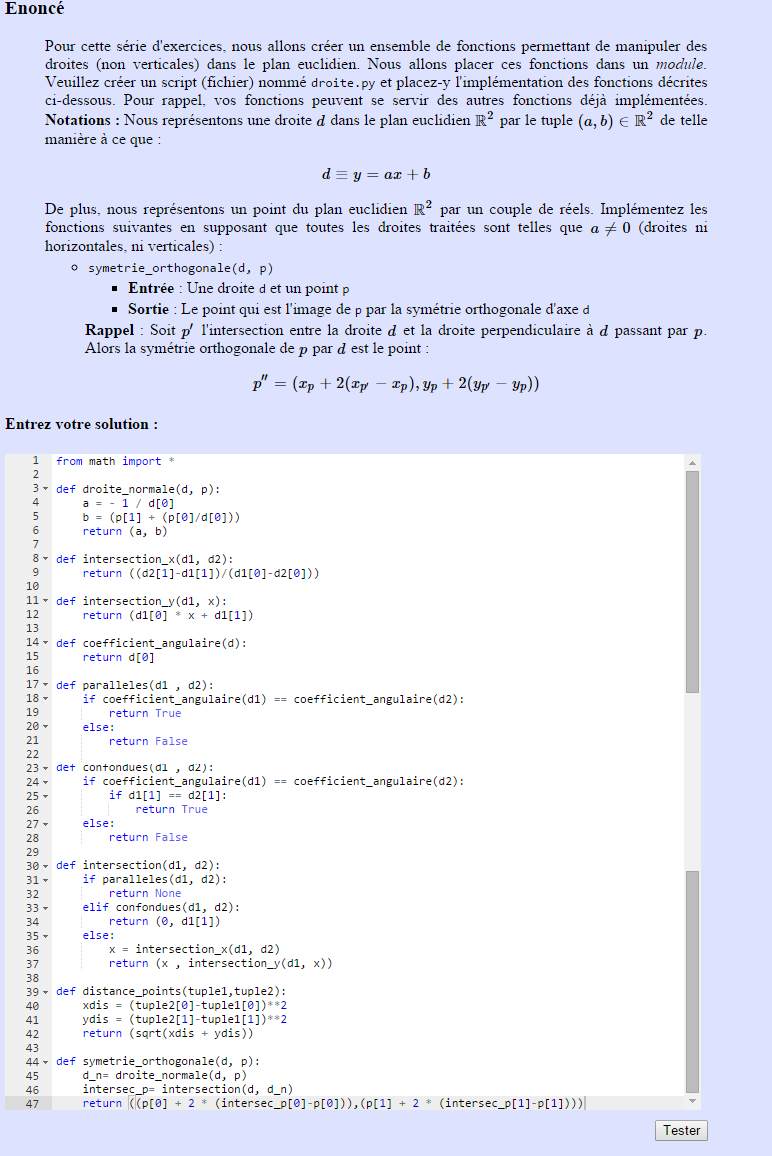 Enoncé
Pour cette série d'exercices, nous allons créer un ensemble de fonctions permettant de manipuler des
droites (non verticales) dans le plan euclidien. Nous allons placer ces fonctions dans un module.
Veuillez créer un script (fichier) nommé droite.py et placez-y l'implémentation des fonctions décrites
ci-dessous. Pour rappel, vos fonctions peuvent se servir des autres fonctions déjà implémentées.
Notations : Nous représentons une droite d dans le plan euclidien ℝ² par le tuple (a, b) ∈ ℝ² de telle
manière à ce que :
d ≡ y = ax + b
De plus, nous représentons un point du plan euclidien ℝ² par un couple de réels. Implémentez les
fonctions suivantes en supposant que toutes les droites traitées sont telles que a ≠ 0 (droites ni
horizontales, ni verticales) :
symetrie_orthogonale(d, p)
Entrée : Une droite d et un point p
Sortie : Le point qui est l'image de p par la symétrie orthogonale d'axe d
Rappel : Soit p′ l'intersection entre la droite d et la droite perpendiculaire à d passant par p.
Alors la symétrie orthogonale de p par d est le point :
p″ = (xp + 2(xp′ − xp), yp + 2(yp′ − yp))
Entrez votre solution :
1 from math import *
2
3 def droite_normale(d, p):
4     a = - 1 / d[0]
5     b = (p[1] + (p[0]/d[0]))
6     return (a, b)
7
8 def intersection_x(d1, d2):
9     return ((d2[1]-d1[1])/(d1[0]-d2[0]))
10
11 def intersection_y(d1, x):
12     return (d1[0] * x + d1[1])
13
14 def coefficient_angulaire(d):
15     return d[0]
16
17 def paralleles(d1 , d2):
18     if coefficient_angulaire(d1) == coefficient_angulaire(d2):
19         return True
20     else:
21         return False
22
23 def confondues(d1 , d2):
24     if coefficient_angulaire(d1) == coefficient_angulaire(d2):
25         if d1[1] == d2[1]:
26             return True
27     else:
28         return False
29
30 def intersection(d1, d2):
31     if paralleles(d1, d2):
32         return None
33     elif confondues(d1, d2):
34         return (0, d1[1])
35     else:
36         x = intersection_x(d1, d2)
37         return (x , intersection_y(d1, x))
38
39 def distance_points(tuple1,tuple2):
40     xdis = (tuple2[0]-tuple1[0])**2
41     ydis = (tuple2[1]-tuple1[1])**2
42     return (sqrt(xdis + ydis))
43
44 def symetrie_orthogonale(d, p):
45     d_n= droite_normale(d, p)
46     intersec_p= intersection(d, d_n)
47     return ((p[0] + 2 * (intersec_p[0]-p[0])),(p[1] + 2 * (intersec_p[1]-p[1])))
Tester